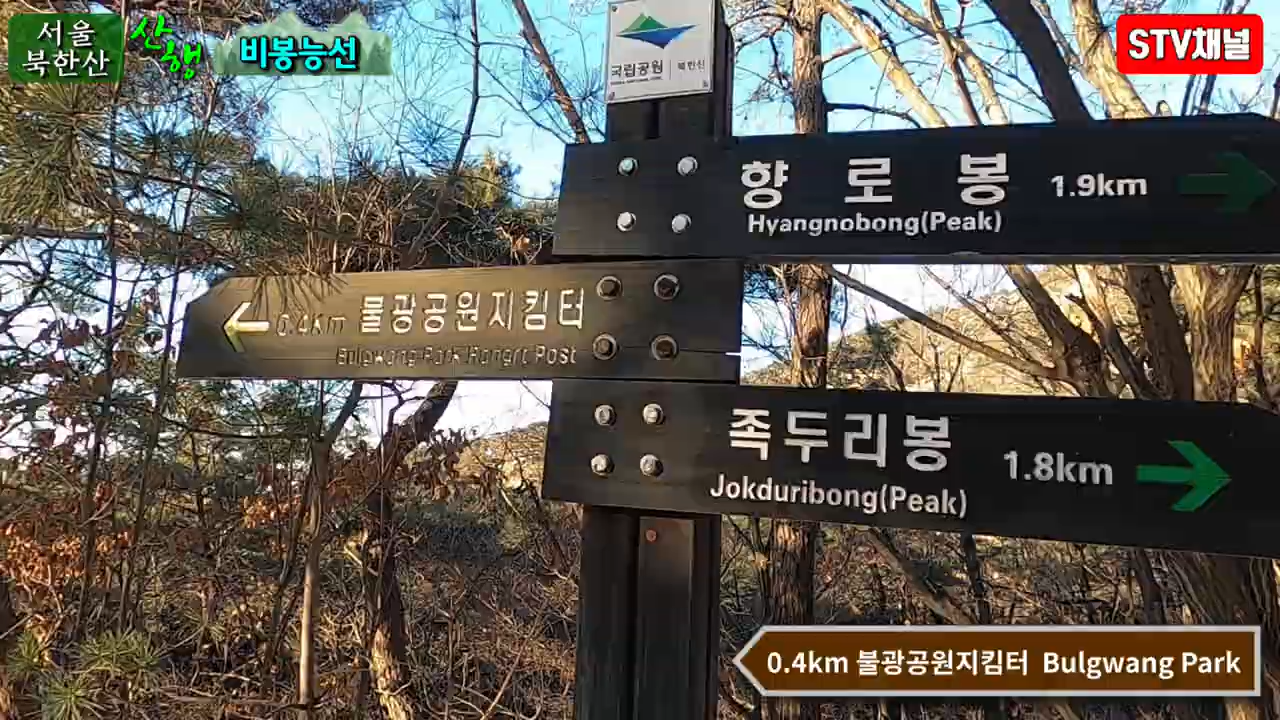 서울
북한산
산행
비봉능선
STV채널
국립공원 북한산
향로봉 1.9km
Hyangnobong(Peak)
0.4Km 불광공원지킴터
Bulgwang Park Rangrt Post
족두리봉 1.8km
Jokduribong(Peak)
0.4km 불광공원지킴터 Bulgwang Park